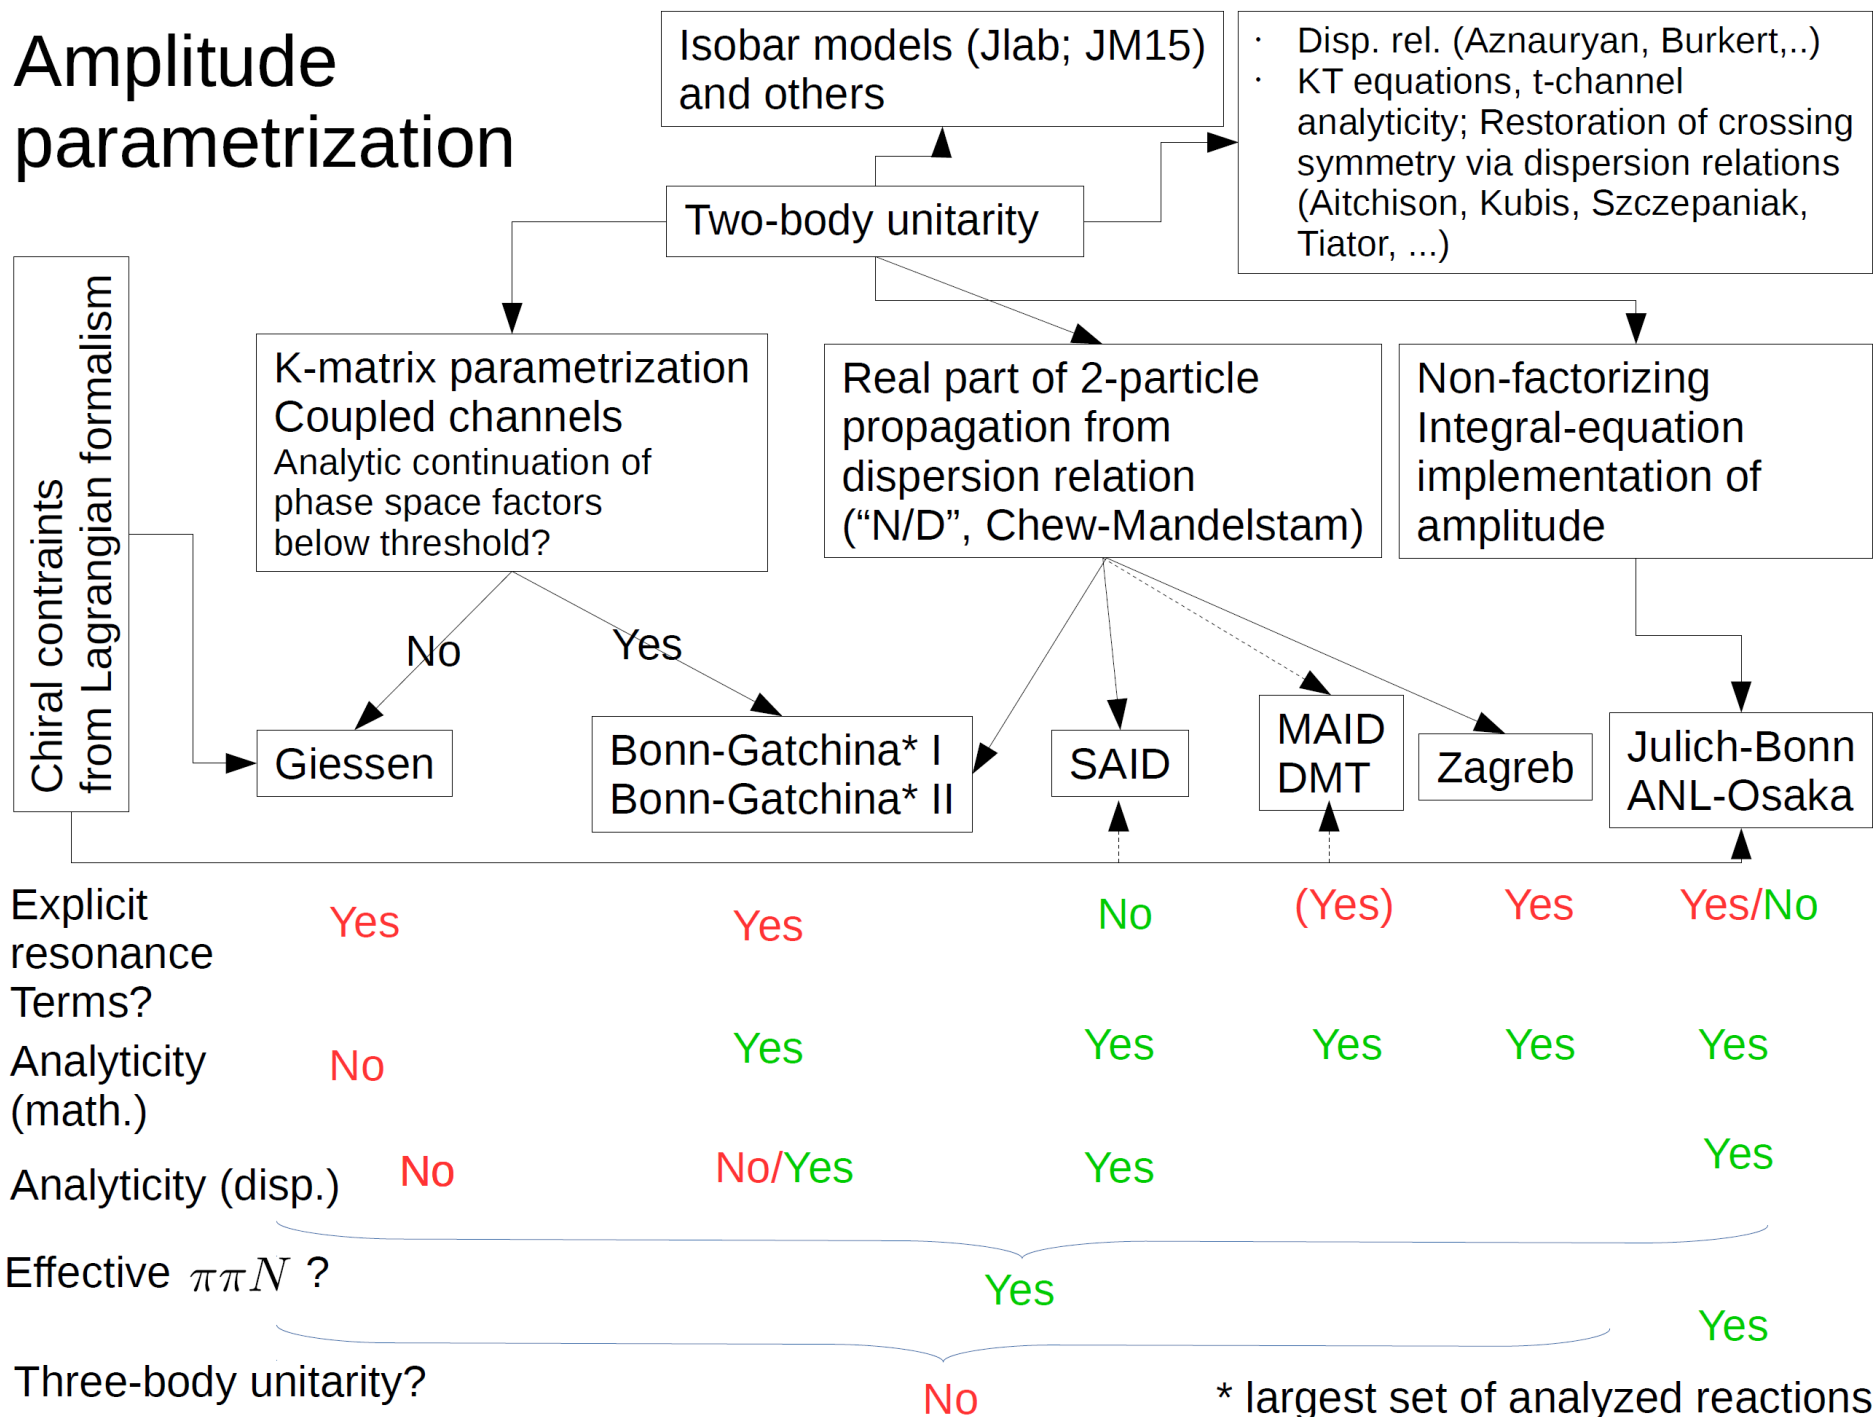 Amplitude
parametrization
Isobar models (Jlab; JM15)
and others
· Disp. rel. (Aznauryan, Burkert,..)
· KT equations, t-channel
analyticity; Restoration of crossing
symmetry via dispersion relations
(Aitchison, Kubis, Szczepaniak,
Tiator, ...)
Two-body unitarity
Chiral contraints
from Lagrangian formalism
K-matrix parametrization
Coupled channels
Analytic continuation of
phase space factors
below threshold?
Real part of 2-particle
propagation from
dispersion relation
(“N/D”, Chew-Mandelstam)
Non-factorizing
Integral-equation
implementation of
amplitude
No
Yes
Giessen
Bonn-Gatchina* I
Bonn-Gatchina* II
SAID
MAID
DMT
Zagreb
Julich-Bonn
ANL-Osaka
Explicit
resonance
Terms?
Yes
Yes
No
(Yes)
Yes
Yes/No
Analyticity
(math.)
No
Yes
Yes
Yes
Yes
Yes
Analyticity (disp.)
No
No/Yes
Yes
Yes
Effective ππN ?
Yes
Three-body unitarity?
No
Yes
* largest set of analyzed reactions